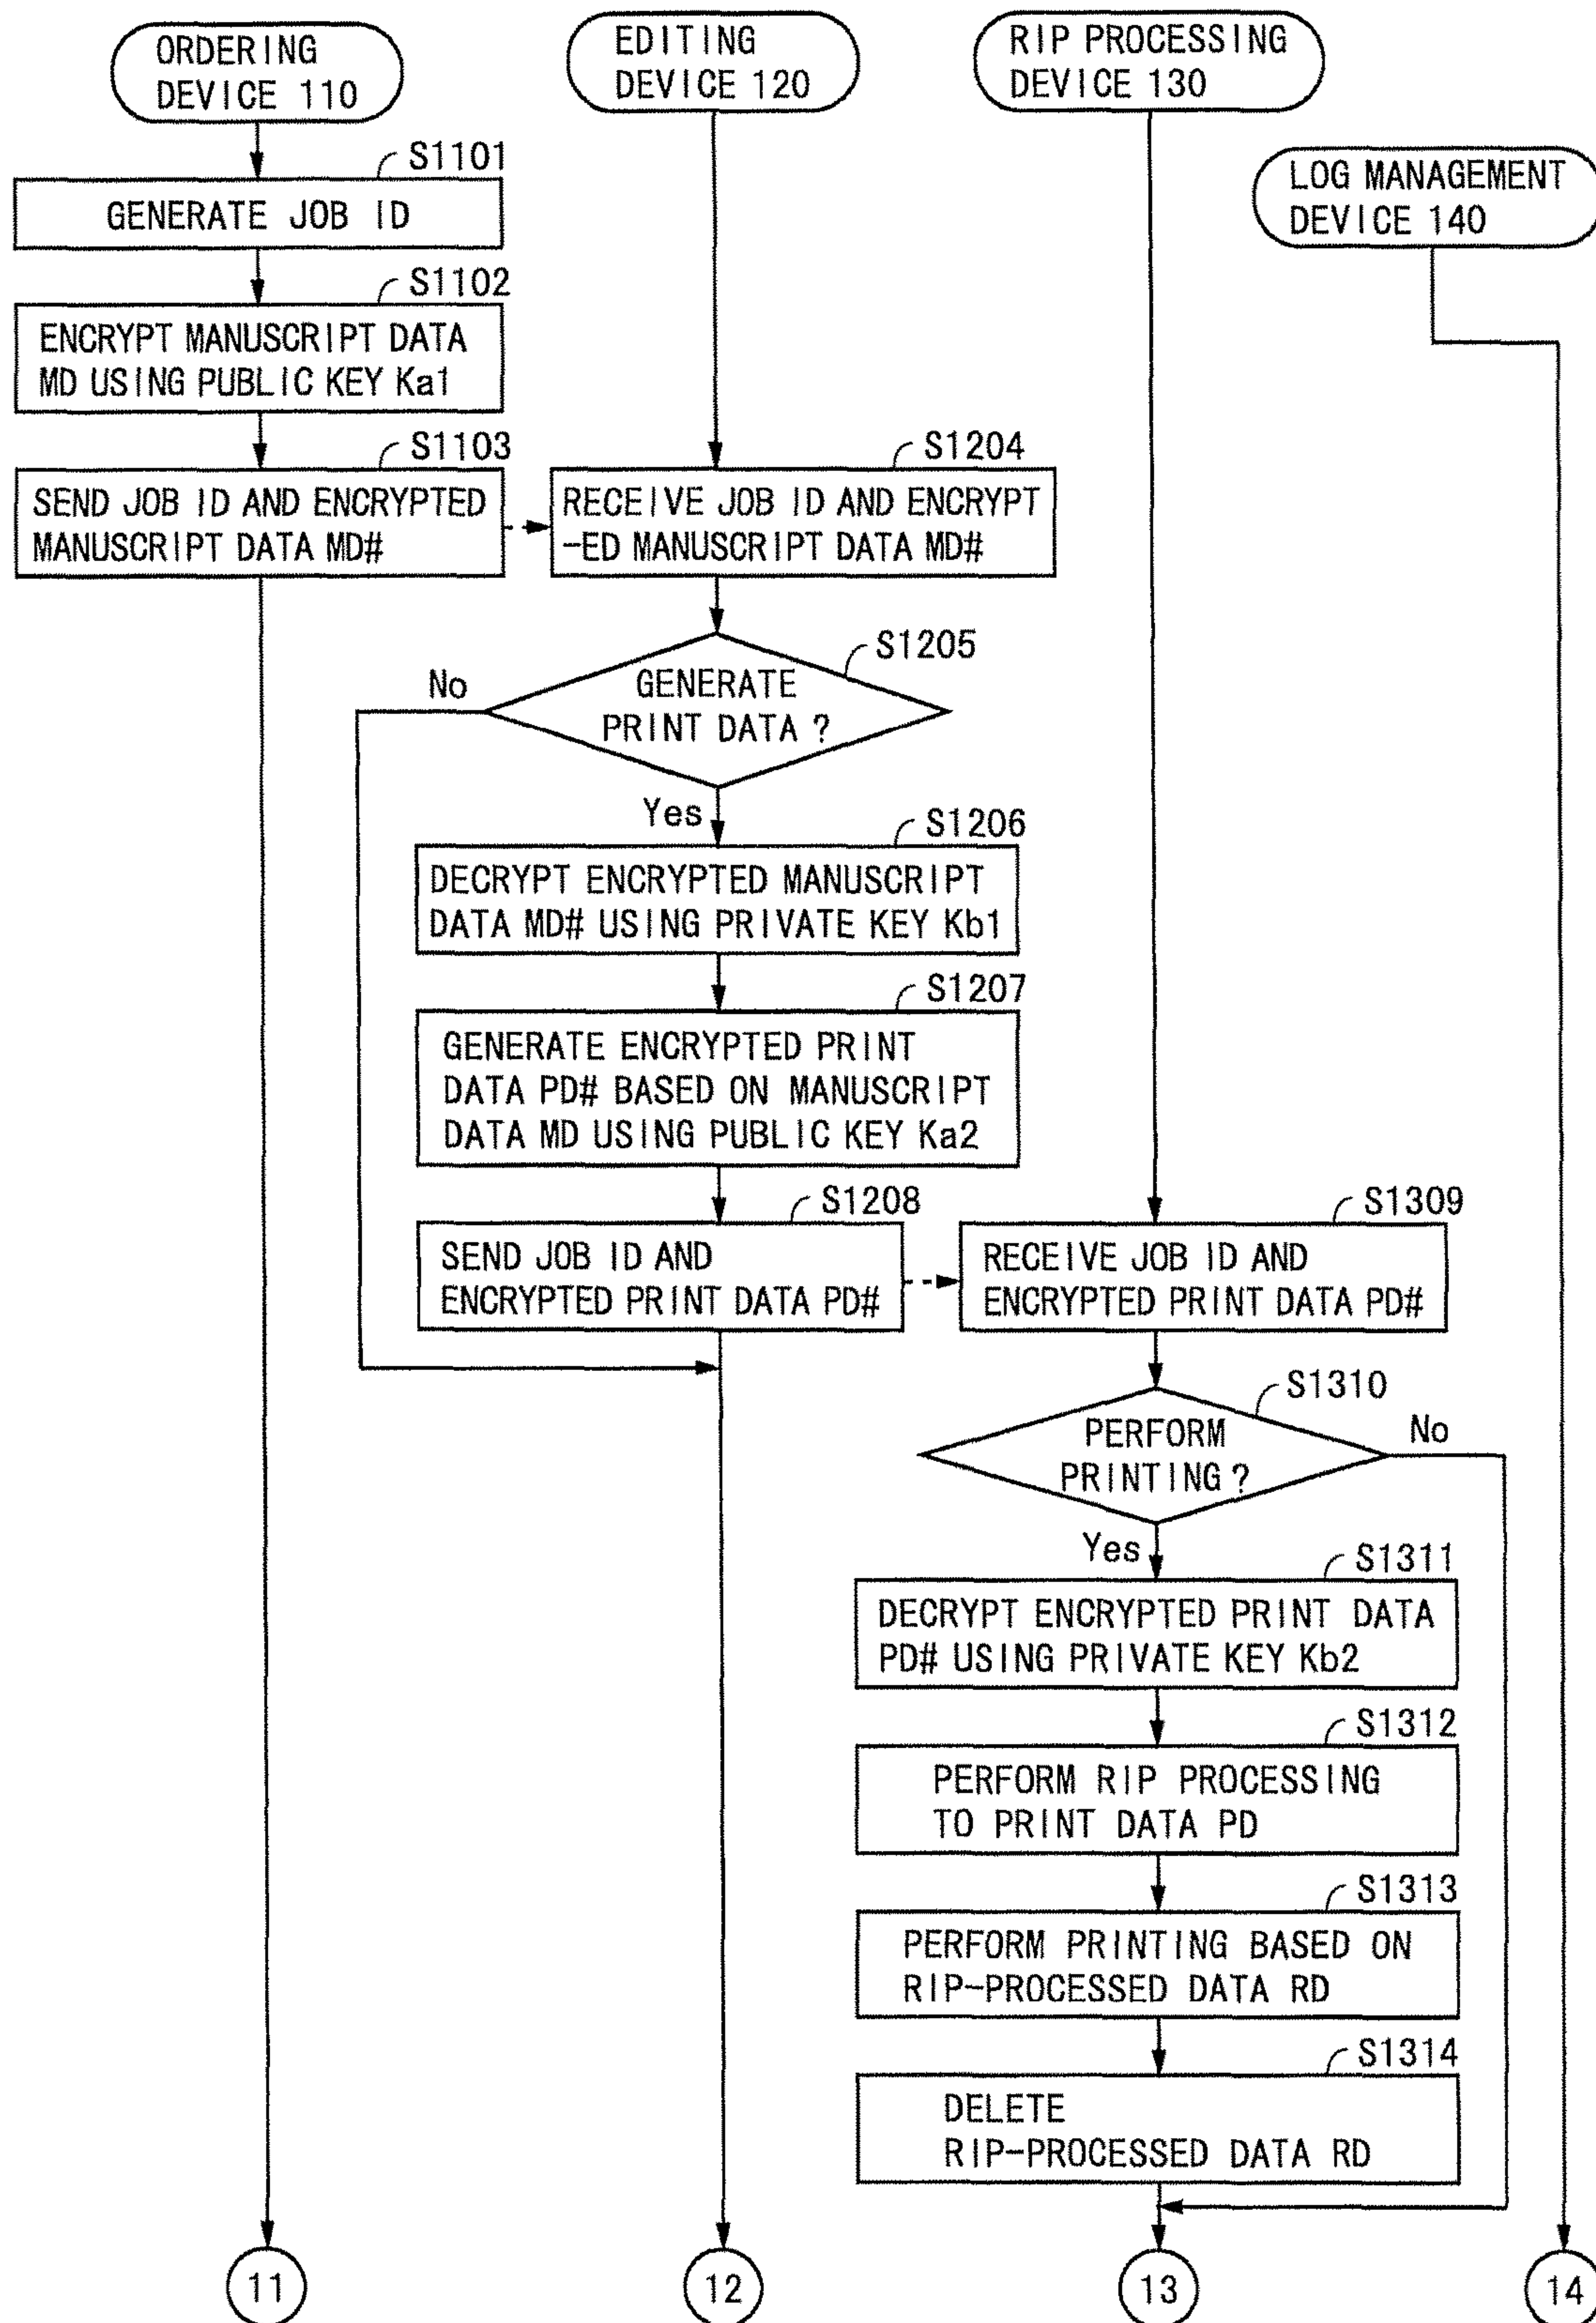 ORDERING
DEVICE 110
EDITING
DEVICE 120
RIP PROCESSING
DEVICE 130
LOG MANAGEMENT
DEVICE 140
S1101
GENERATE JOB ID
S1102
ENCRYPT MANUSCRIPT DATA
MD USING PUBLIC KEY Ka1
S1103
SEND JOB ID AND ENCRYPTED
MANUSCRIPT DATA MD#
S1204
RECEIVE JOB ID AND ENCRYPT
-ED MANUSCRIPT DATA MD#
S1205
GENERATE
PRINT DATA ?
No
Yes
S1206
DECRYPT ENCRYPTED MANUSCRIPT
DATA MD# USING PRIVATE KEY Kb1
S1207
GENERATE ENCRYPTED PRINT
DATA PD# BASED ON MANUSCRIPT
DATA MD USING PUBLIC KEY Ka2
S1208
SEND JOB ID AND
ENCRYPTED PRINT DATA PD#
S1309
RECEIVE JOB ID AND
ENCRYPTED PRINT DATA PD#
S1310
PERFORM
PRINTING ?
No
Yes
S1311
DECRYPT ENCRYPTED PRINT DATA
PD# USING PRIVATE KEY Kb2
S1312
PERFORM RIP PROCESSING
TO PRINT DATA PD
S1313
PERFORM PRINTING BASED ON
RIP-PROCESSED DATA RD
S1314
DELETE
RIP-PROCESSED DATA RD
11
12
13
14